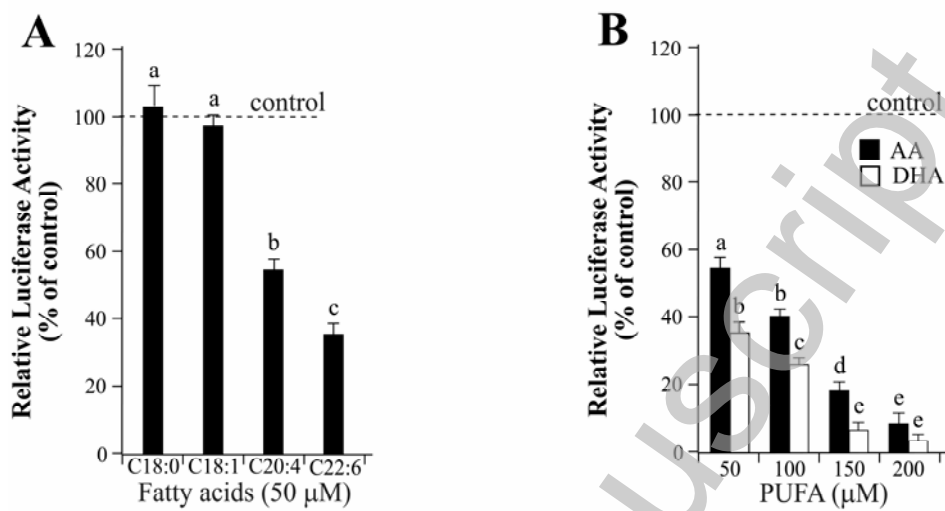 A
120
100
80
60
40
20
0
Relative Luciferase Activity
(% of control)
control
a
a
b
c
C18:0 C18:1 C20:4 C22:6
Fatty acids (50 μM)
B
120
100
80
60
40
20
0
Relative Luciferase Activity
(% of control)
control
AA
DHA
a
b
b
c
d
c
e
e
50 100 150 200
PUFA (μM)
uscript